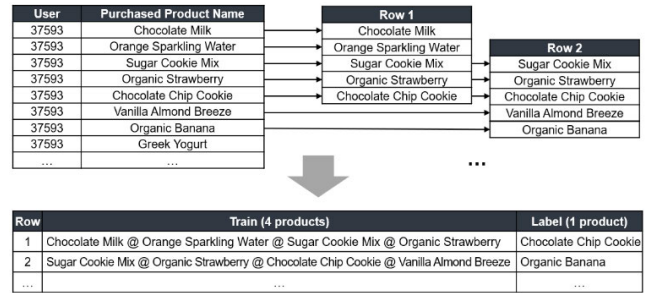 User Purchased Product Name
37593 Chocolate Milk
37593 Orange Sparkling Water
37593 Sugar Cookie Mix
37593 Organic Strawberry
37593 Chocolate Chip Cookie
37593 Vanilla Almond Breeze
37593 Organic Banana
37593 Greek Yogurt
... ...
Row 1
Chocolate Milk
Orange Sparkling Water
Sugar Cookie Mix
Organic Strawberry
Chocolate Chip Cookie
Row 2
Sugar Cookie Mix
Organic Strawberry
Chocolate Chip Cookie
Vanilla Almond Breeze
Organic Banana
...
Row Train (4 products) Label (1 product)
1 Chocolate Milk @ Orange Sparkling Water @ Sugar Cookie Mix @ Organic Strawberry Chocolate Chip Cookie
2 Sugar Cookie Mix @ Organic Strawberry @ Chocolate Chip Cookie @ Vanilla Almond Breeze Organic Banana
... ... ...